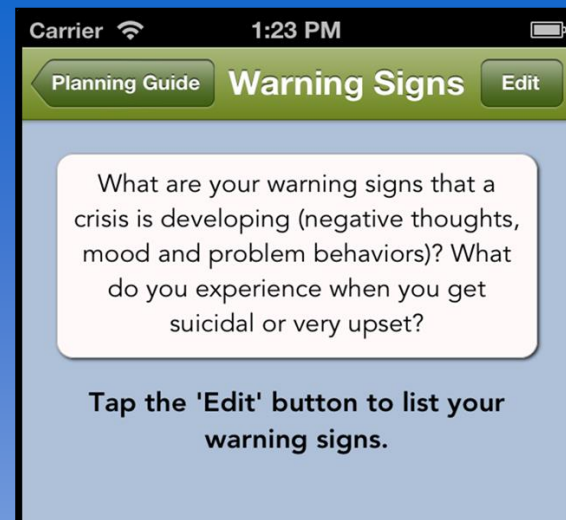 Carrier 1:23 PM
Planning Guide Warning Signs Edit
What are your warning signs that a
crisis is developing (negative thoughts,
mood and problem behaviors)? What
do you experience when you get
suicidal or very upset?
Tap the 'Edit' button to list your
warning signs.